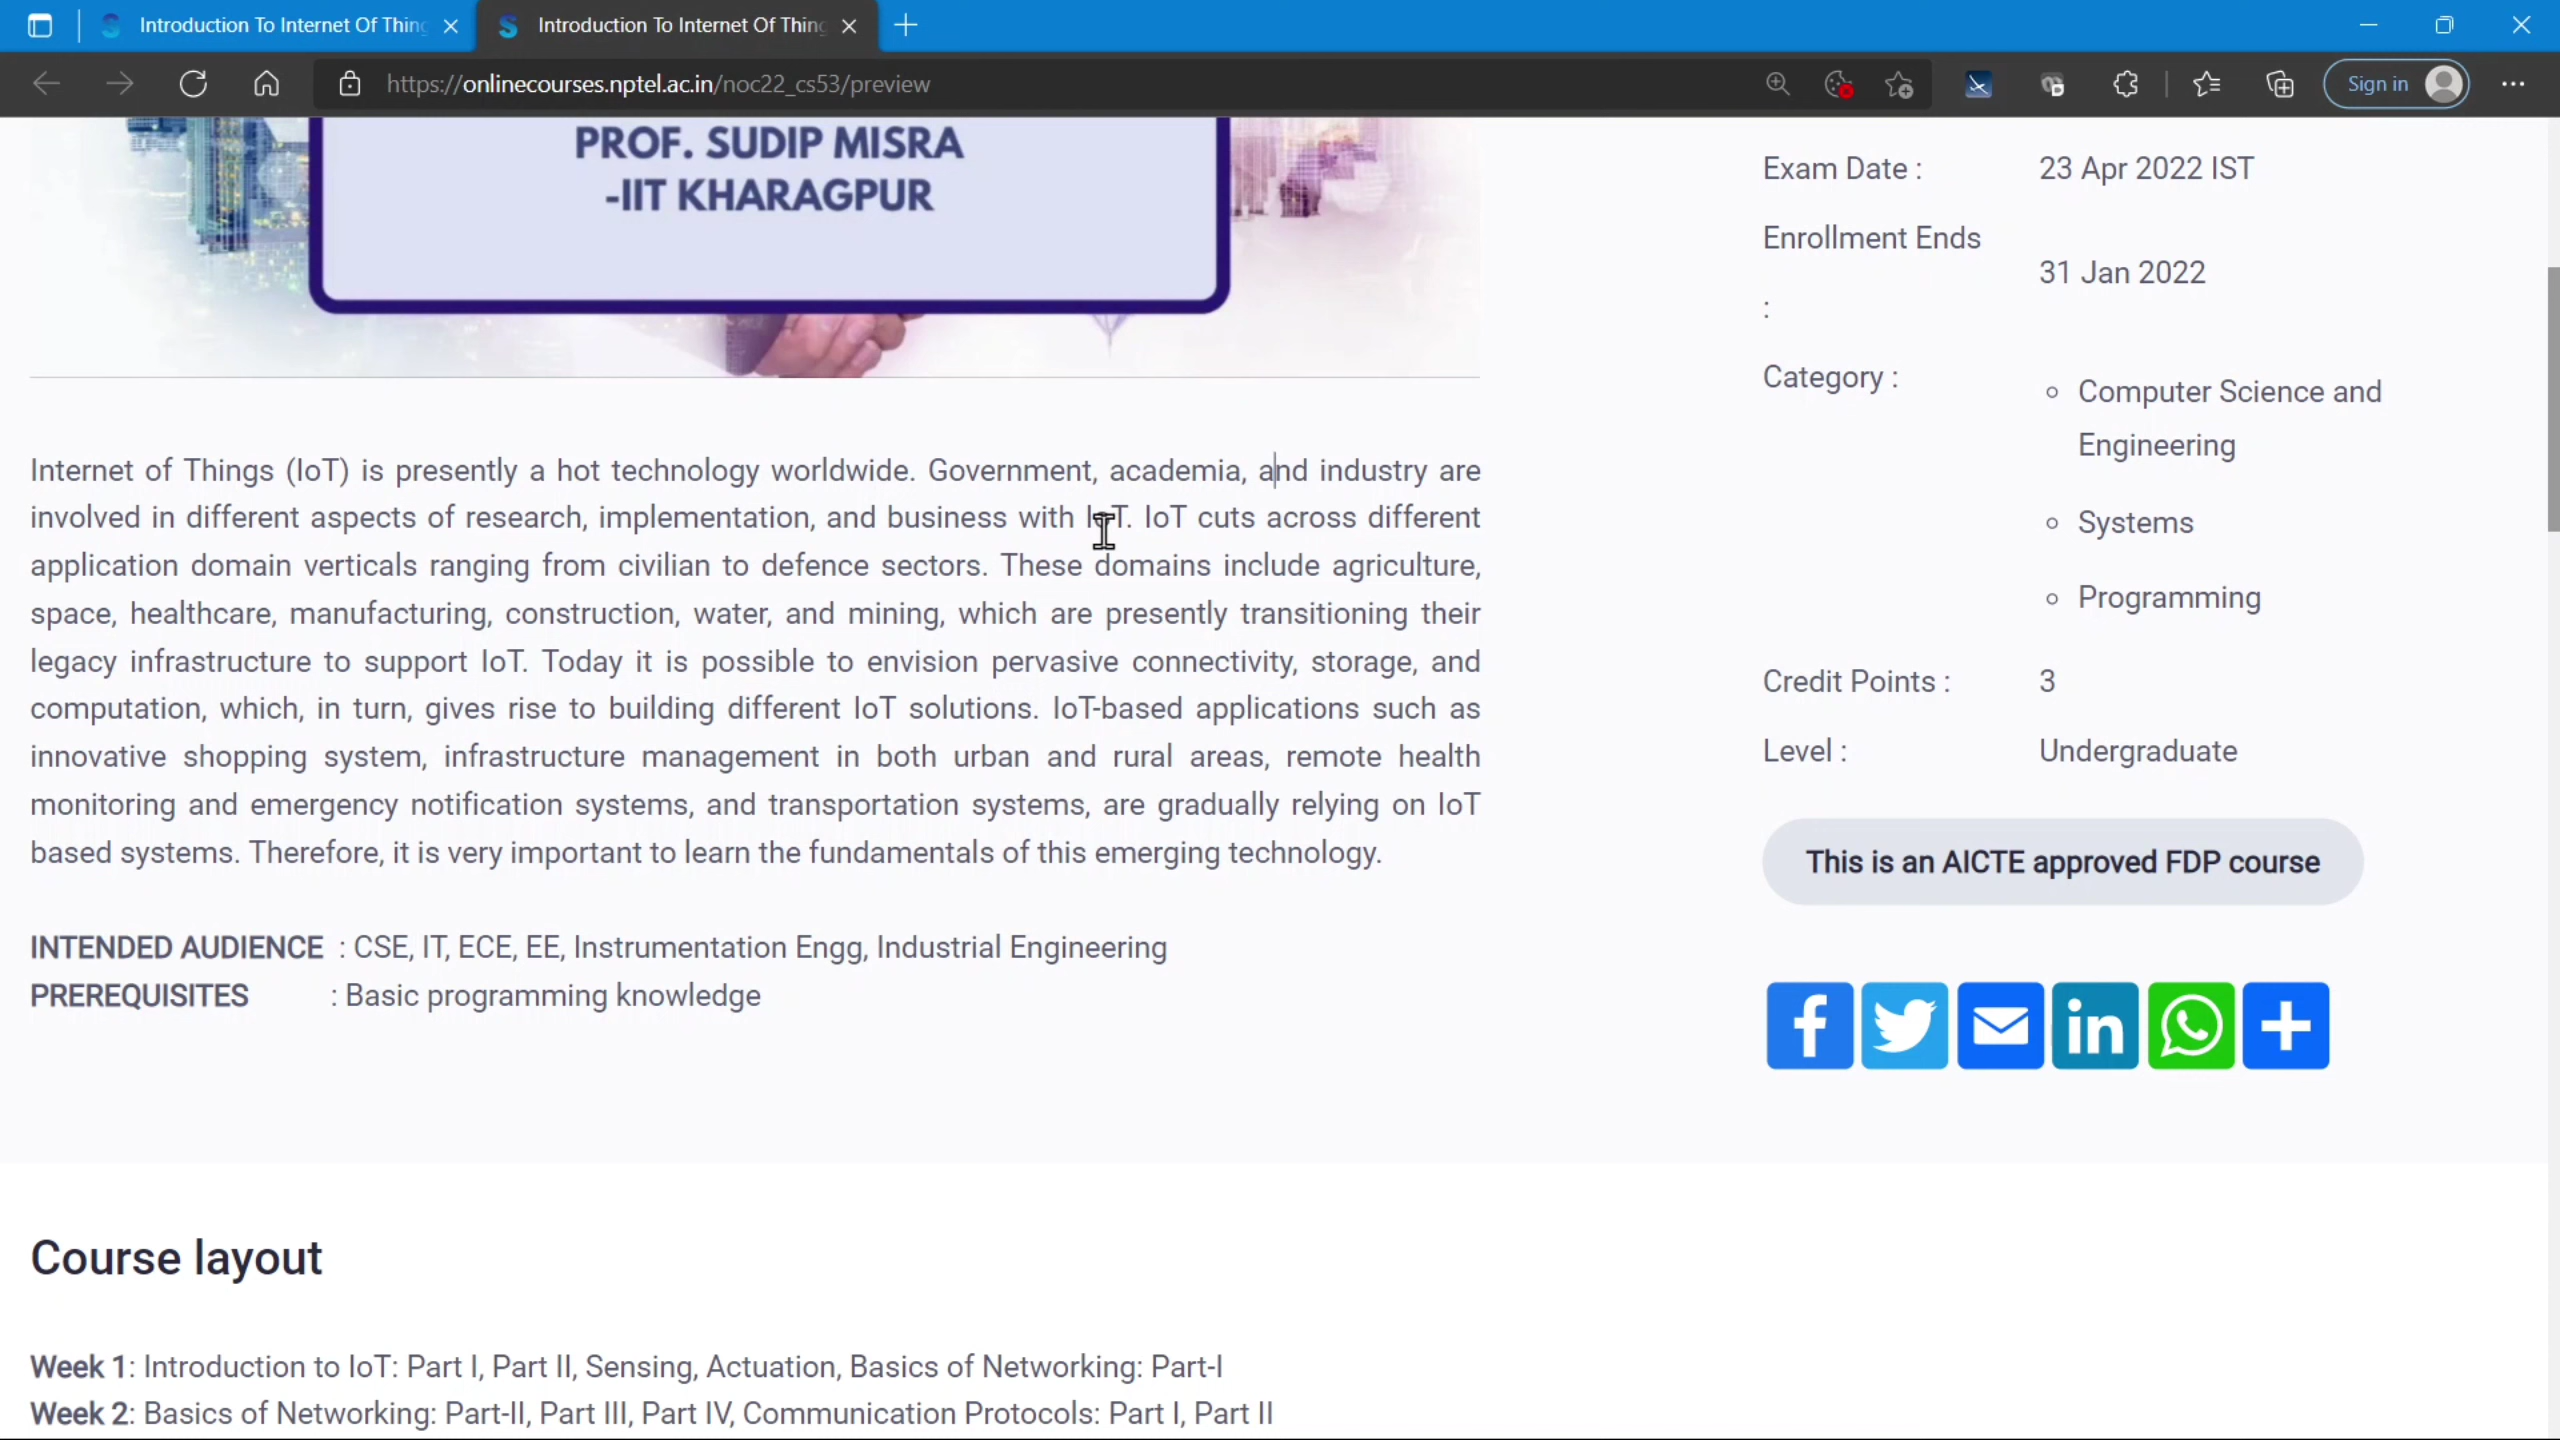 Introduction To Internet Of Thing
Introduction To Internet Of Thing
https://onlinecourses.nptel.ac.in/noc22_cs53/preview
Sign in
PROF. SUDIP MISRA
-IIT KHARAGPUR
Internet of Things (IoT) is presently a hot technology worldwide. Government, academia, and industry are
involved in different aspects of research, implementation, and business with IoT. IoT cuts across different
application domain verticals ranging from civilian to defence sectors. These domains include agriculture,
space, healthcare, manufacturing, construction, water, and mining, which are presently transitioning their
legacy infrastructure to support IoT. Today it is possible to envision pervasive connectivity, storage, and
computation, which, in turn, gives rise to building different IoT solutions. IoT-based applications such as
innovative shopping system, infrastructure management in both urban and rural areas, remote health
monitoring and emergency notification systems, and transportation systems, are gradually relying on IoT
based systems. Therefore, it is very important to learn the fundamentals of this emerging technology.
INTENDED AUDIENCE : CSE, IT, ECE, EE, Instrumentation Engg, Industrial Engineering
PREREQUISITES : Basic programming knowledge
Exam Date : 23 Apr 2022 IST
Enrollment Ends
: 31 Jan 2022
Category :
Computer Science and
Engineering
Systems
Programming
Credit Points : 3
Level : Undergraduate
This is an AICTE approved FDP course
Course layout
Week 1: Introduction to IoT: Part I, Part II, Sensing, Actuation, Basics of Networking: Part-I
Week 2: Basics of Networking: Part-II, Part III, Part IV, Communication Protocols: Part I, Part II